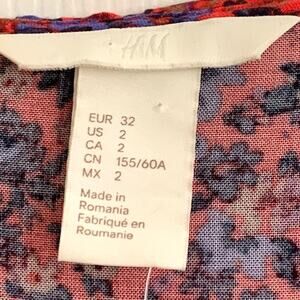 H&M
EUR 32
US 2
CA 2
CN 155/60A
MX 2
Made in
Romania
Fabriqué en
Roumanie